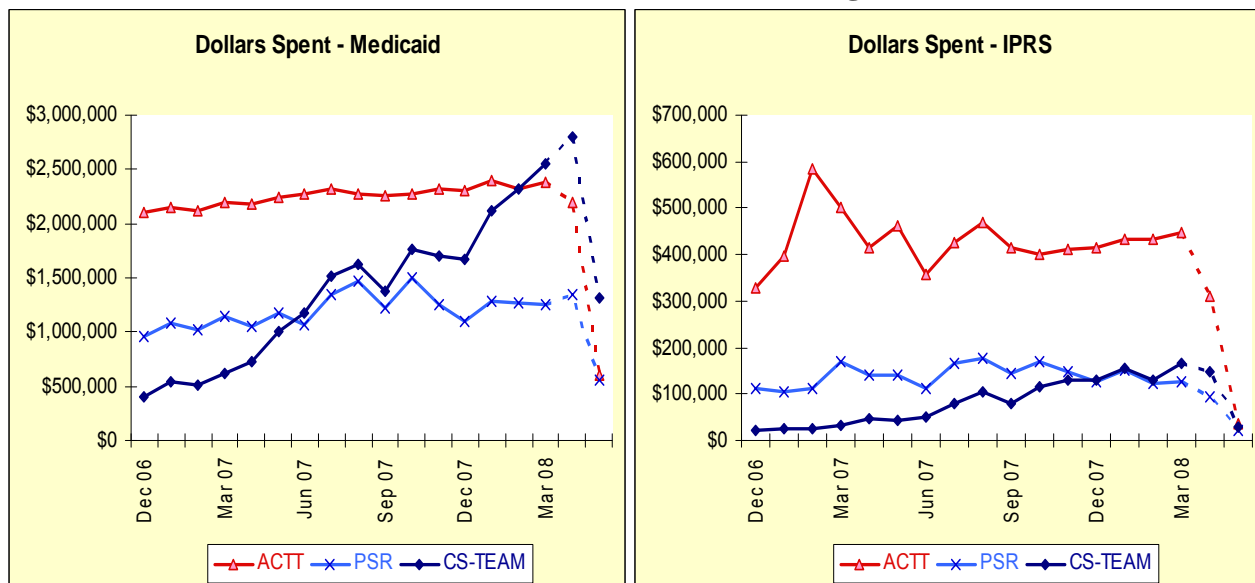 Dollars Spent - Medicaid
$3,000,000
$2,500,000
$2,000,000
$1,500,000
$1,000,000
$500,000
$0
Dec 06
Mar 07
Jun 07
Sep 07
Dec 07
Mar 08
ACTT PSR CS-TEAM
Dollars Spent - IPRS
$700,000
$600,000
$500,000
$400,000
$300,000
$200,000
$100,000
$0
Dec 06
Mar 07
Jun 07
Sep 07
Dec 07
Mar 08
ACTT PSR CS-TEAM